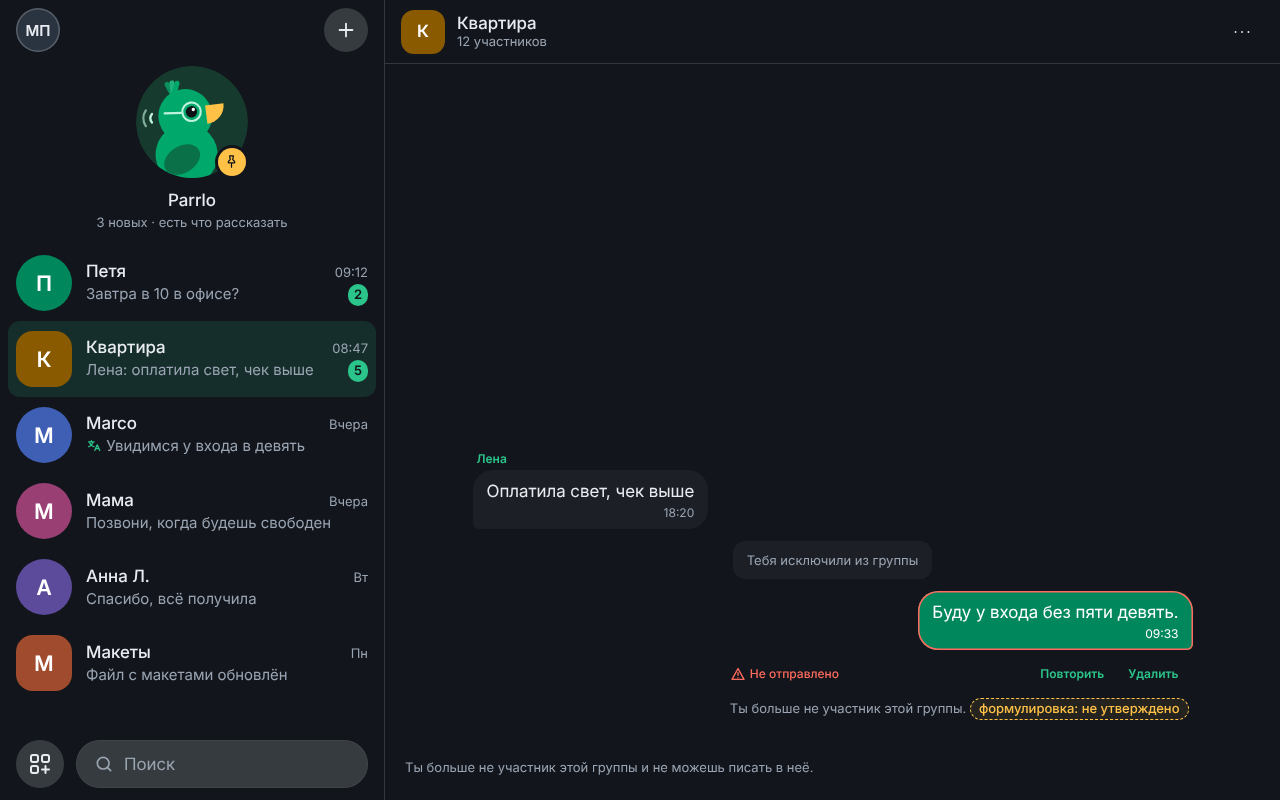 МП
Parrlo
3 новых · есть что рассказать
П
Петя
09:12
Завтра в 10 в офисе?
2
К
Квартира
08:47
Лена: оплатила свет, чек выше
5
M
Marco
Вчера
Увидимся у входа в девять
М
Мама
Вчера
Позвони, когда будешь свободен
А
Анна Л.
Вт
Спасибо, всё получила
М
Макеты
Пн
Файл с макетами обновлён
Поиск
К
Квартира
12 участников
Лена
Оплатила свет, чек выше
18:20
Тебя исключили из группы
Буду у входа без пяти девять.
09:33
Не отправлено
Повторить
Удалить
Ты больше не участник этой группы. формулировка: не утверждено
Ты больше не участник этой группы и не можешь писать в неё.